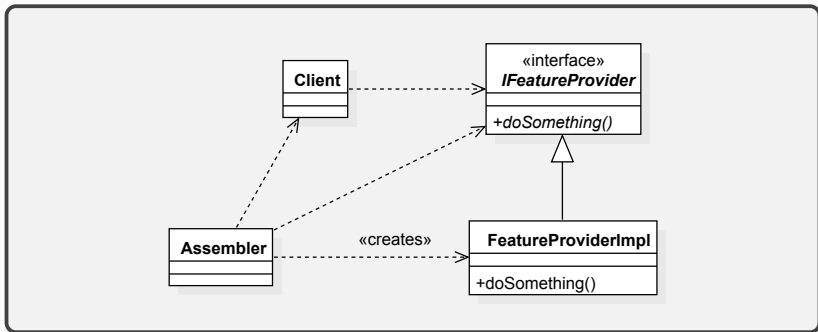 «interface»
IFeatureProvider
Client
+doSomething()
Assembler
«creates»
FeatureProviderImpl
+doSomething()